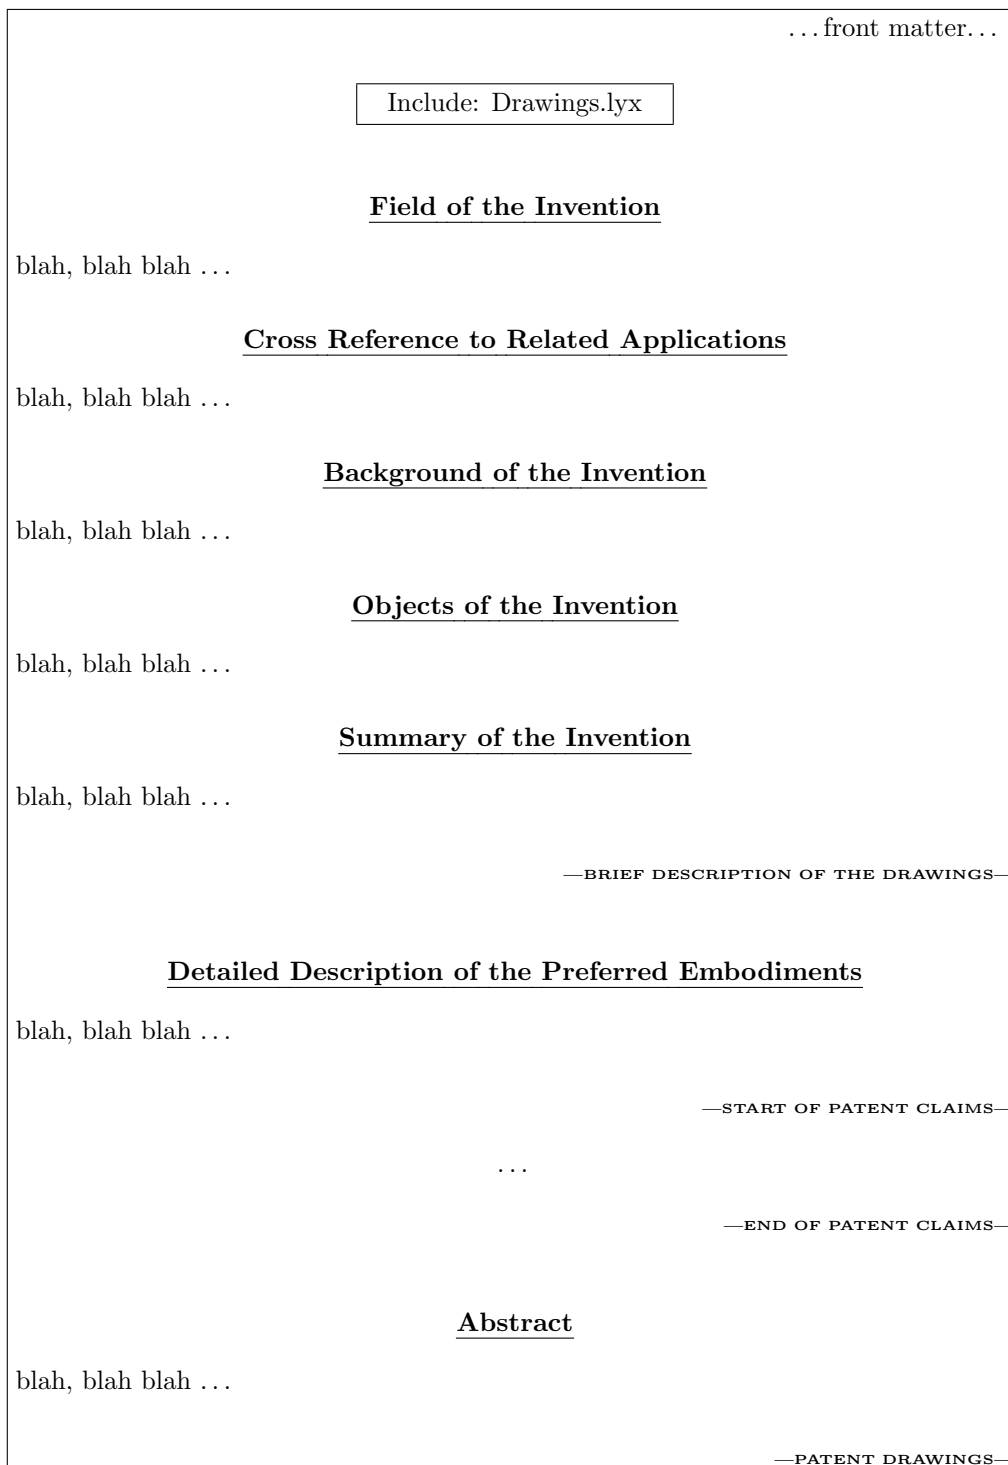 ...front matter...
Include: Drawings.lyx
Field of the Invention
blah, blah blah ...
Cross Reference to Related Applications
blah, blah blah ...
Background of the Invention
blah, blah blah ...
Objects of the Invention
blah, blah blah ...
Summary of the Invention
blah, blah blah ...
—BRIEF DESCRIPTION OF THE DRAWINGS—
Detailed Description of the Preferred Embodiments
blah, blah blah ...
—START OF PATENT CLAIMS—
...
—END OF PATENT CLAIMS—
Abstract
blah, blah blah ...
—PATENT DRAWINGS—